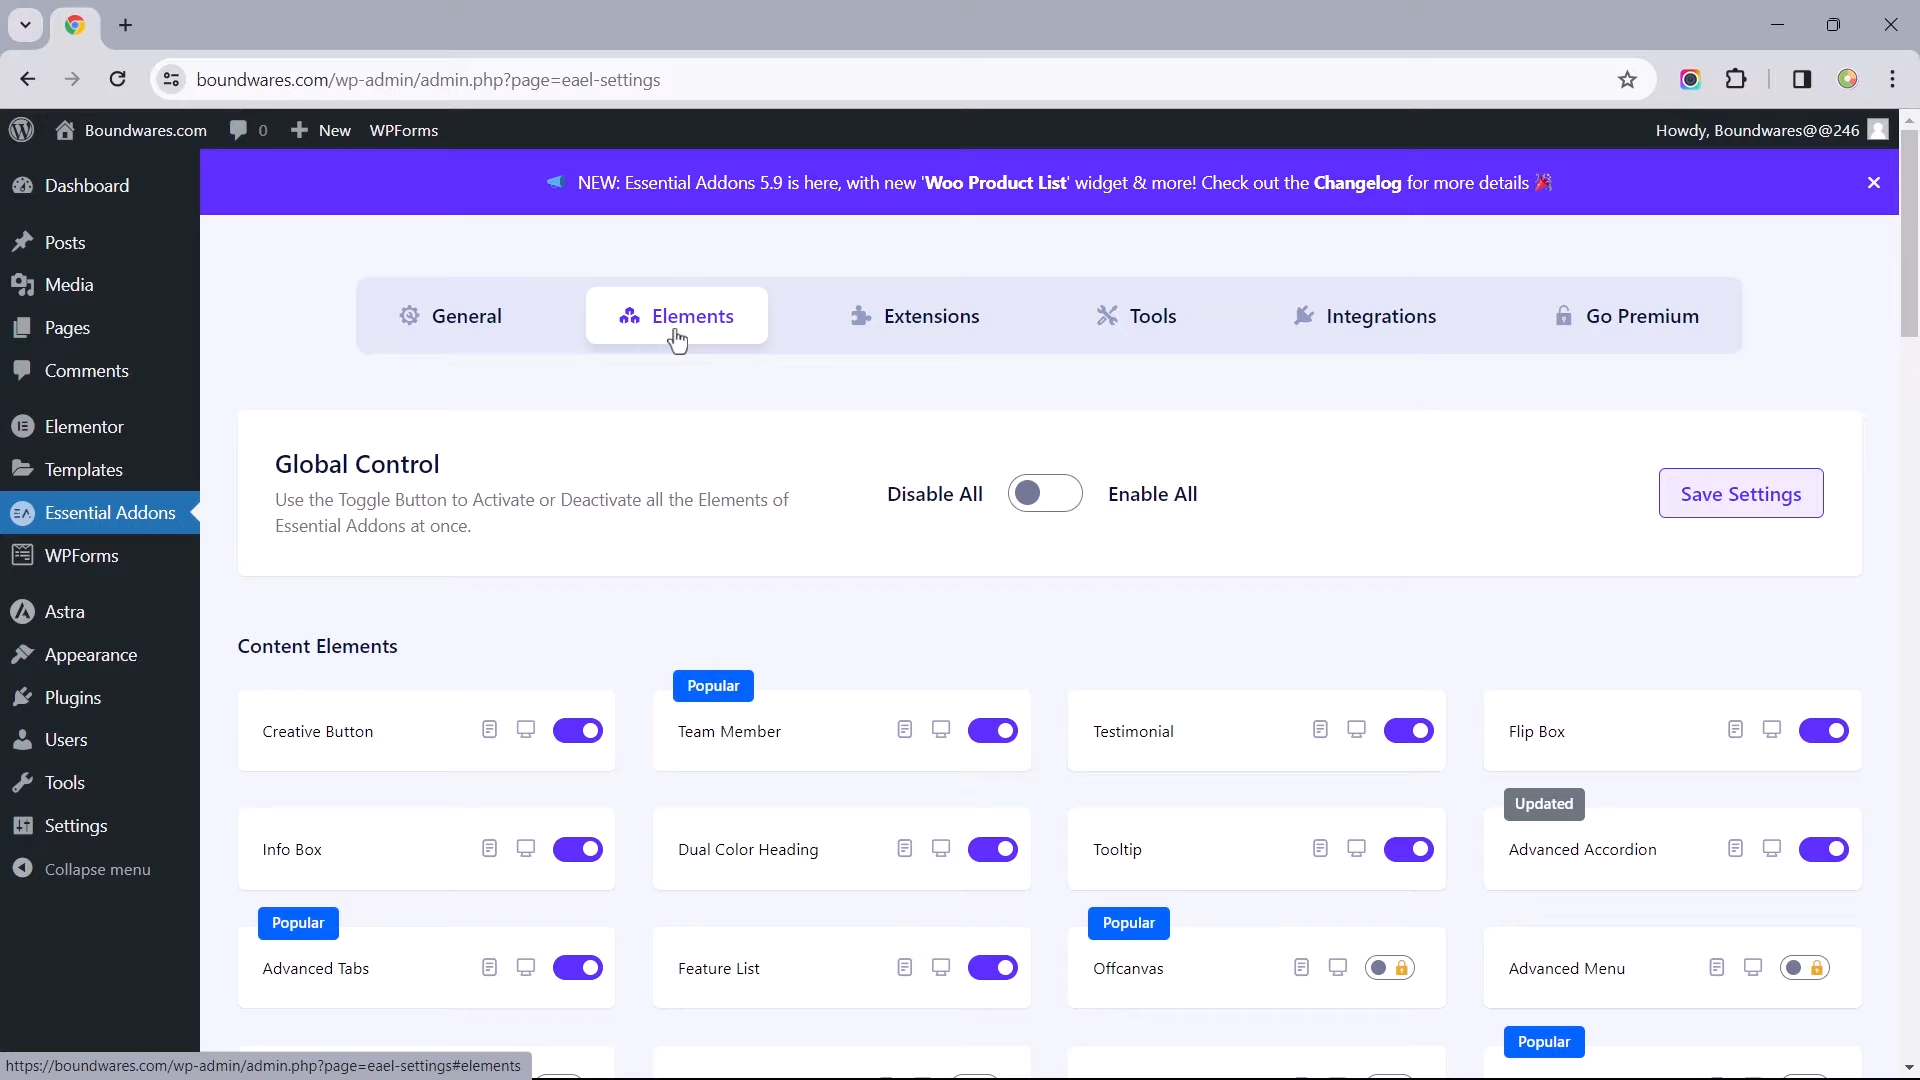 boundwares.com/wp-admin/admin.php?page=eael-settings
Boundwares.com
0
New
WPForms
Howdy, Boundwares@@246
Dashboard
Posts
Media
Pages
Comments
Elementor
Templates
Essential Addons
WPForms
Astra
Appearance
Plugins
Users
Tools
Settings
Collapse menu
NEW: Essential Addons 5.9 is here, with new 'Woo Product List' widget & more! Check out the Changelog for more details
General
Elements
Extensions
Tools
Integrations
Go Premium
Global Control
Use the Toggle Button to Activate or Deactivate all the Elements of
Essential Addons at once.
Disable All
Enable All
Save Settings
Content Elements
Creative Button
Popular
Team Member
Testimonial
Flip Box
Info Box
Dual Color Heading
Tooltip
Updated
Advanced Accordion
Popular
Advanced Tabs
Feature List
Popular
Offcanvas
Advanced Menu
Popular
https://boundwares.com/wp-admin/admin.php?page=eael-settings#elements